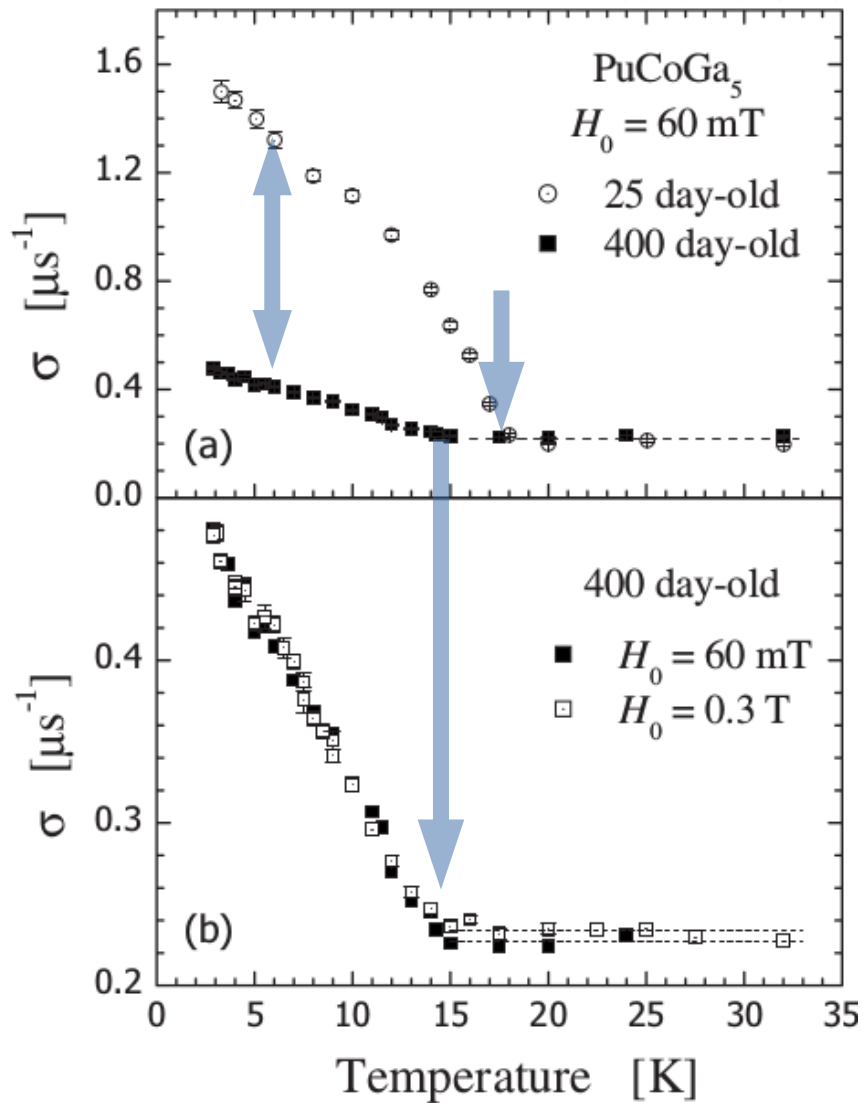 PuCoGa₅
H₀ = 60 mT
25 day-old
400 day-old
σ [μs⁻¹]
1.6
1.2
0.8
0.4
0.0
(a)
400 day-old
H₀ = 60 mT
H₀ = 0.3 T
σ [μs⁻¹]
0.4
0.3
0.2
(b)
0 5 10 15 20 25 30 35
Temperature [K]